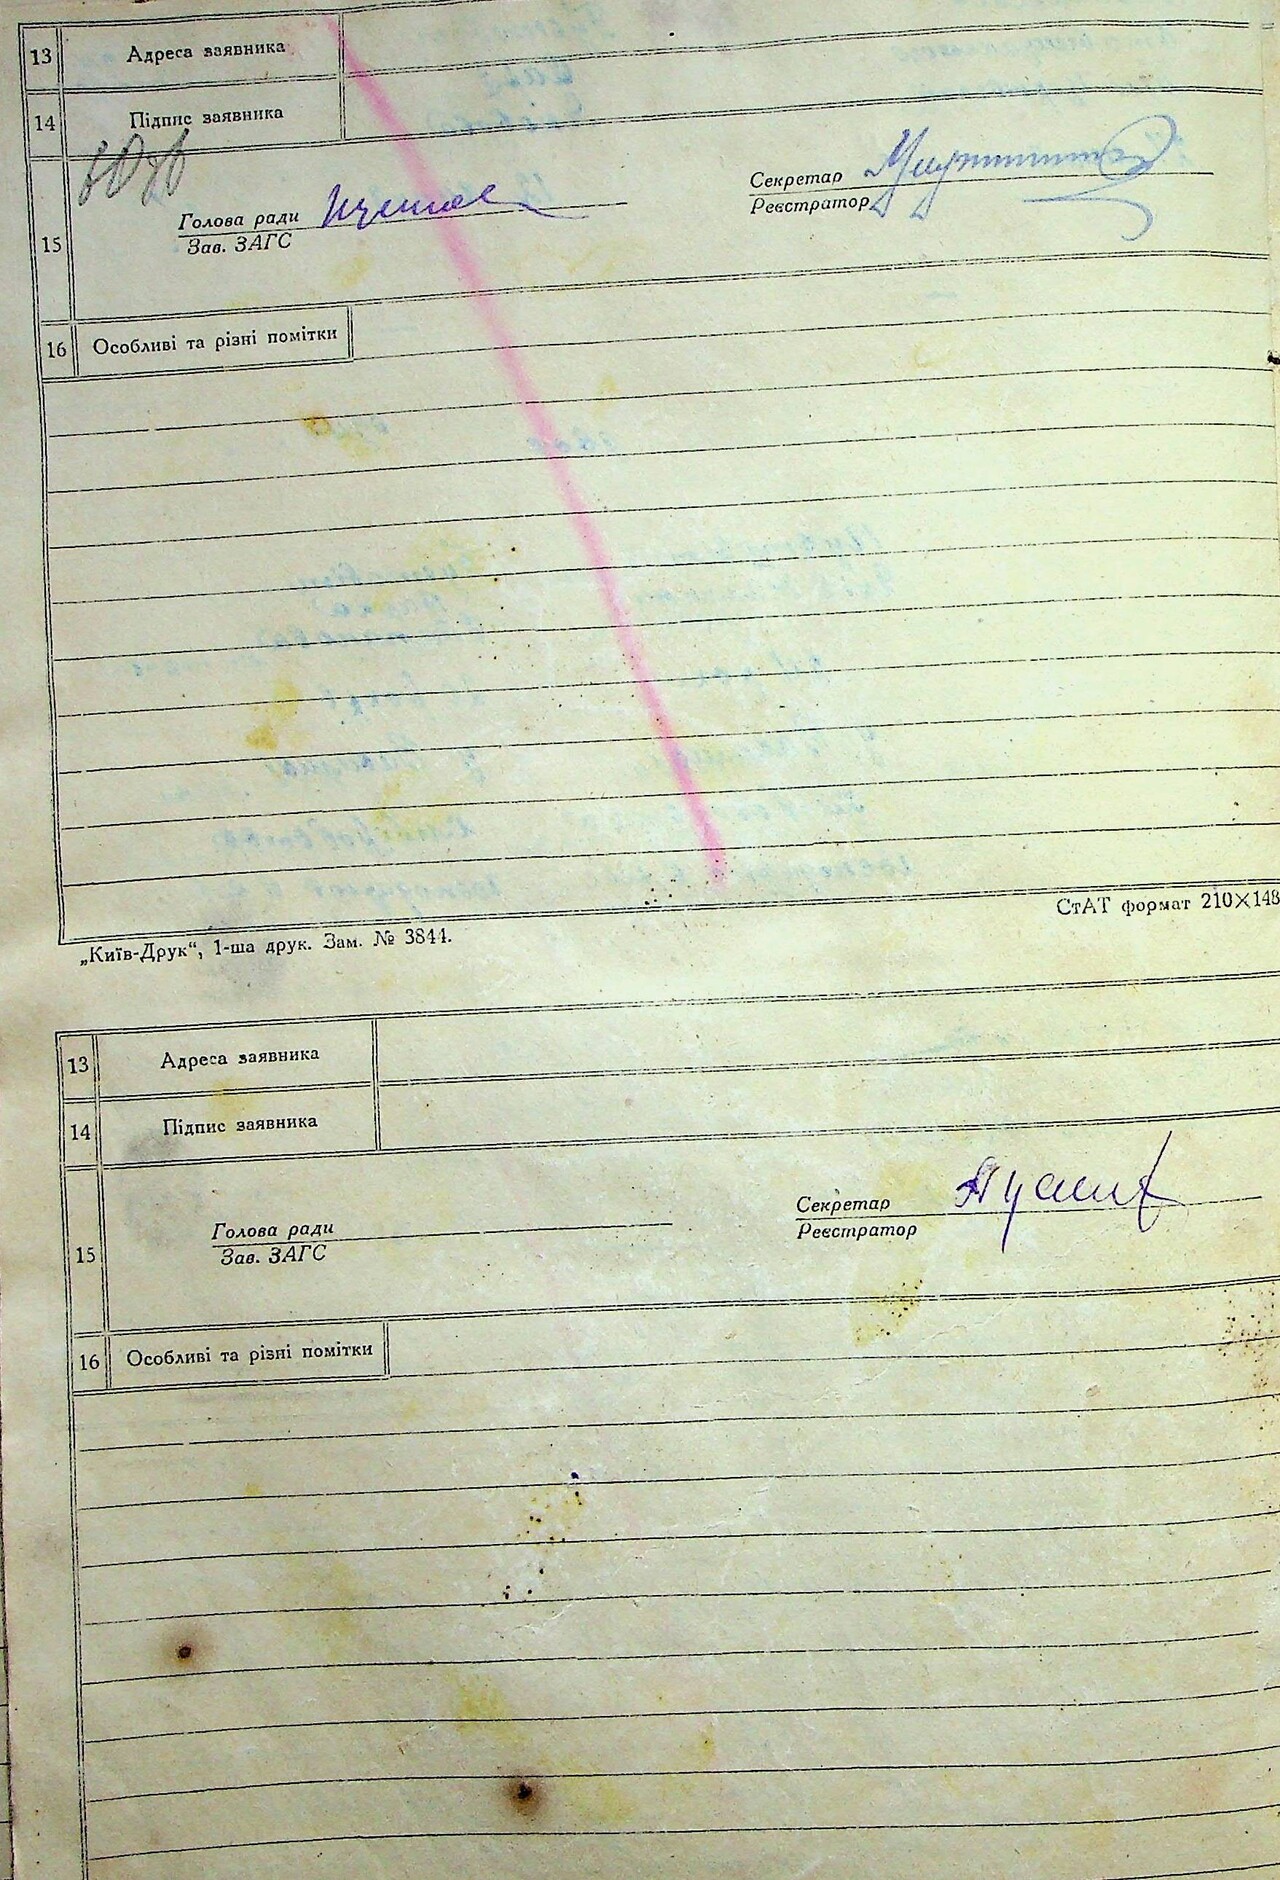 13 Адреса заявника
14 Підпис заявника
15
Голова ради
Зав. ЗАГС
Секретар
Реєстратор
16 Особливі та різні помітки
СтАТ формат 210×148
„Київ-Друк“, 1-ша друк. Зам. № 3844.
13 Адреса заявника
14 Підпис заявника
15
Голова ради
Зав. ЗАГС
Секретар
Реєстратор
16 Особливі та різні помітки